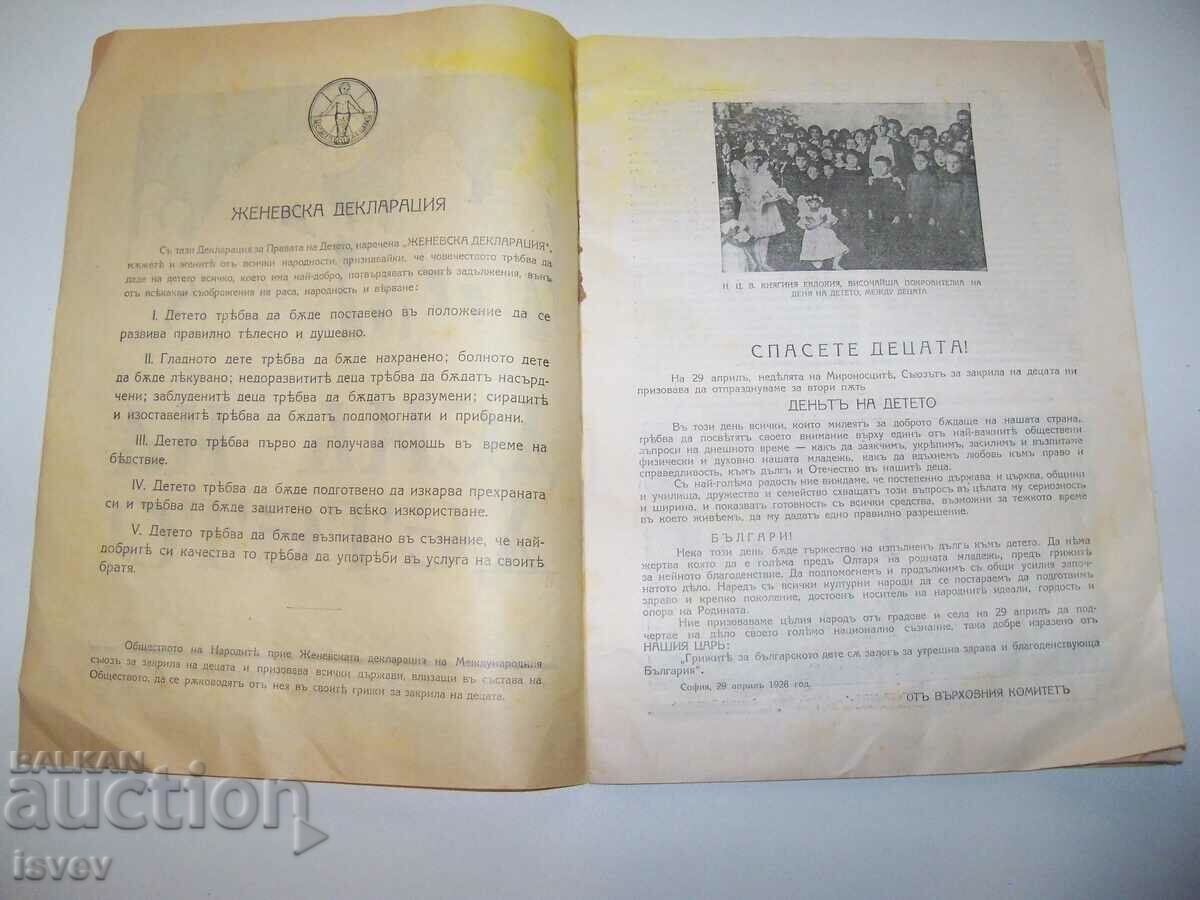 ЖЕНЕВСКА ДЕКЛАРАЦИЯ
Съ тази Декларация за Правата на Детето, наречена „ЖЕНЕВСКА ДЕКЛАРАЦИЯ“,
мѫжетѣ и женитѣ отъ всички народности, признавайки, че човечеството трѣбва да
даде на детето всичко, което има най-добро, потвърдяватъ своитѣ задължения, вънъ
отъ всѣкакви съображения на раса, народность и вѣрване:
I. Детето трѣбва да бѫде поставено въ положение да се
развива правилно тѣлесно и душевно.
II. Гладното дете трѣбва да бѫде нахранено; болното дете
да бѫде лѣкувано; недоразвититѣ деца трѣбва да бѫдатъ насърд-
чени; заблуденитѣ деца трѣбва да бѫдатъ вразумени; сирацитѣ
и изоставенитѣ трѣбва да бѫдатъ подпомогнати и прибрани.
III. Детето трѣбва първо да получава помощь въ време на
бедствие.
IV. Детето трѣбва да бѫде подготвено да изкарва прехраната
си и трѣбва да бѫде защитено отъ всѣко изкористване.
V. Детето трѣбва да бѫде възпитавано въ съзнание, че най-
добритѣ си качества то трѣбва да употрѣби въ услуга на своитѣ
братя.
Обществото на Народитѣ прие Женевската декларация на Международния
съюзъ за закрила на децата и призовава всички държави, влизащи въ състава на
Обществото, да се рѫководятъ отъ нея въ своитѣ грижи за закрила на децата.
Н. Ц. В. КНЯГИНЯ ЕВДОКИЯ, ВИСОЧАЙША ПОКРОВИТЕЛКА НА
ДЕНЯ НА ДЕТЕТО, МЕЖДУ ДЕЦАТА
СПАСЕТЕ ДЕЦАТА!
На 29 априлъ, недѣлята на Мироносцитѣ, Съюзътъ за закрила на децата ни
призовава да отпразднуваме за втори пѫть
ДЕНЬТЪ НА ДЕТЕТО
Въ този день всички, които милеятъ за доброто бѫдаще на нашата страна,
трѣбва да посвѣтятъ своето внимание върху единъ отъ най-важнитѣ обществени
въпроси на днешното време — какъ да заякчимъ, укрѣпимъ, засилимъ и възпитаме
физически и духовно нашата младежь, какъ да вдъхнемъ любовь къмъ право и
справедливость, къмъ дългъ и Отечество въ нашитѣ деца.
Съ най-голѣма радость ние виждаме, че постепенно държава и църква, общини
и училища, дружества и семейство схващатъ този въпросъ въ цѣлата му сериозность
и ширина, и показватъ готовность съ всички средства, възможни за тежкото време
въ което живѣемъ, да му дадатъ едно правилно разрешение.
БЪЛГАРИ!
Нека този день бѫде тържество на изпълненъ дългъ къмъ детето. Да нѣма
жертва която да е голѣма предъ Олтаря на родната младежь, предъ грижитѣ
за нейното благоденствие. Да подпомогнемъ и продължимъ съ общи усилия започ-
натото дѣло. Наредъ съ всички културни народи да се постараемъ да подготвимъ
здраво и крепко поколение, достоенъ носитель на народнитѣ идеали, гордость и
опора на Родината.
Ние призоваваме цѣлия народъ отъ градове и села на 29 априлъ да под-
чертае на дѣло своето голѣмо национално съзнание, така добре изразено отъ
НАШИЯ ЦАРЬ:
„Грижитѣ за българското дете сѫ залогъ за утрешна здрава и благоденствующа
България“.
София, 29 априлъ 1928 год.
ОТЪ ВЪРХОВНИЯ КОМИТЕТЪ
BALKAN
auction
isvev